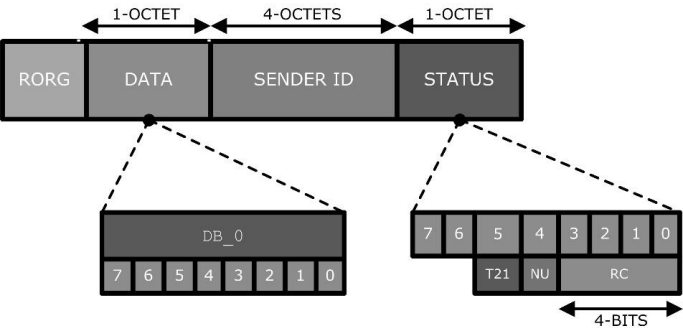 1-OCTET 4-OCTETS 1-OCTET
RORG DATA SENDER ID STATUS
DB_0 7 6 5 4 3 2 1 0
7 6 5 4 3 2 1 0 T21 NU RC
4-BITS